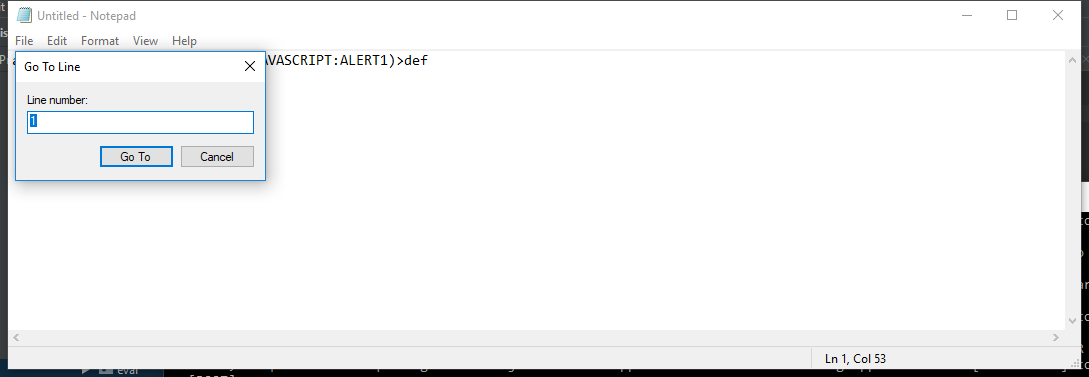 Untitled - Notepad
File Edit Format View Help
AVASCRIPT:ALERT1)>def
Go To Line
Line number:
1
Go To Cancel
Ln 1, Col 53
eval